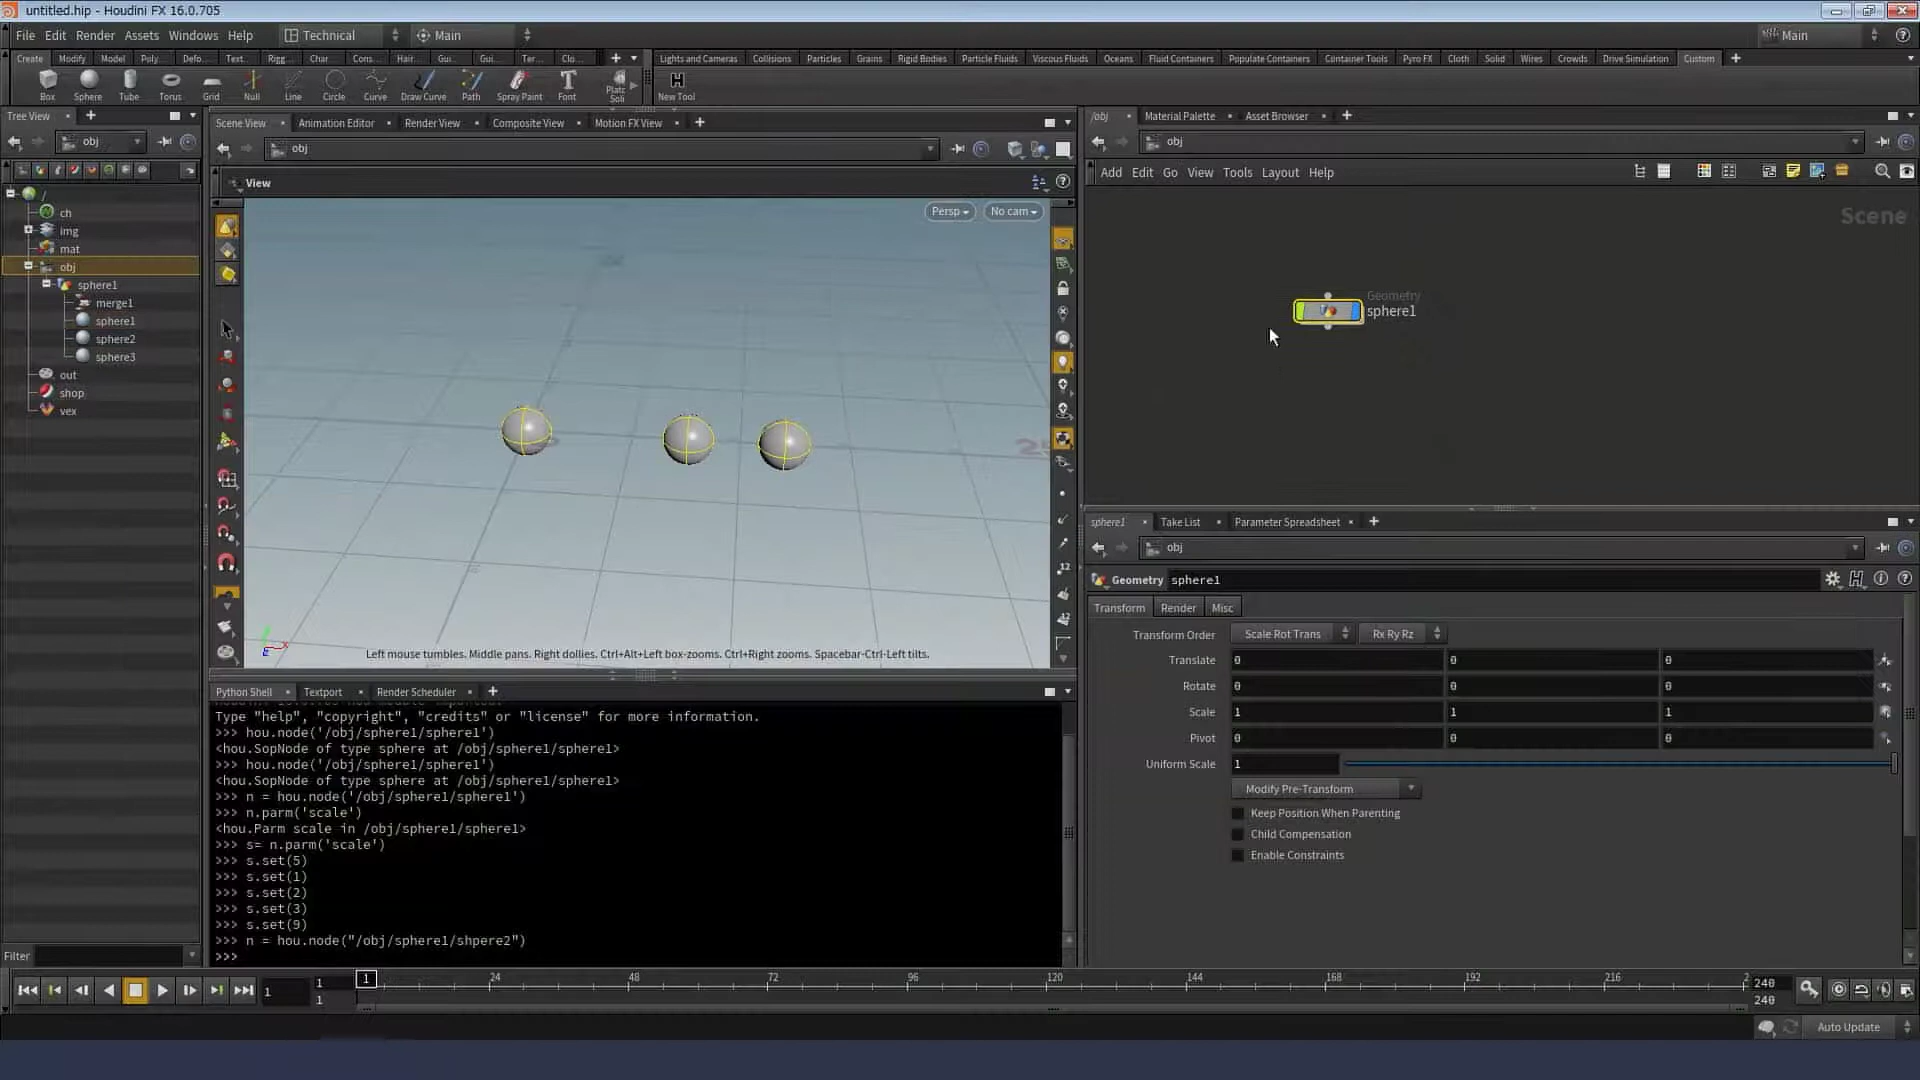 untitled.hip - Houdini FX 16.0.705
File Edit Render Assets Windows Help Technical Main Main
Create Modify Model Poly... Defo... Text... Rigg... Char... Cons... Hair... Gui... Gui... Ter... Clo... Lights and Cameras Collisions Particles Grains Rigid Bodies Particle Fluids Viscous Fluids Oceans Fluid Containers Populate Containers Container Tools Pyro FX Cloth Solid Wires Crowds Drive Simulation Custom
Box Sphere Tube Torus Grid Null Line Circle Curve Draw Curve Path Spray Paint Font Platc Soli New Tool
Tree View
obj
/
ch
img
mat
obj
sphere1
merge1
sphere1
sphere2
sphere3
out
shop
vex
Filter
Scene View Animation Editor Render View Composite View Motion FX View
obj
View
Persp No cam
25
Left mouse tumbles. Middle pans. Right dollies. Ctrl+Alt+Left box-zooms. Ctrl+Right zooms. Spacebar-Ctrl-Left tilts.
12
12
Python Shell Textport Render Scheduler
Type "help", "copyright", "credits" or "license" for more information.
>>> hou.node('/obj/sphere1/sphere1')
<hou.SopNode of type sphere at /obj/sphere1/sphere1>
>>> hou.node('/obj/sphere1/sphere1')
<hou.SopNode of type sphere at /obj/sphere1/sphere1>
>>> n = hou.node('/obj/sphere1/sphere1')
>>> n.parm('scale')
<hou.Parm scale in /obj/sphere1/sphere1>
>>> s= n.parm('scale')
>>> s.set(5)
>>> s.set(1)
>>> s.set(2)
>>> s.set(3)
>>> s.set(9)
>>> n = hou.node("/obj/sphere1/shpere2")
>>>
/obj Material Palette Asset Browser
obj
Add Edit Go View Tools Layout Help
Scene
Geometry
sphere1
sphere1 Take List Parameter Spreadsheet
obj
Geometry sphere1
Transform Render Misc
Transform Order Scale Rot Trans Rx Ry Rz
Translate 0 0 0
Rotate 0 0 0
Scale 1 1 1
Pivot 0 0 0
Uniform Scale 1
Modify Pre-Transform
Keep Position When Parenting
Child Compensation
Enable Constraints
1 1 1 1 24 48 72 96 120 144 168 192 216 2 240
240
Auto Update